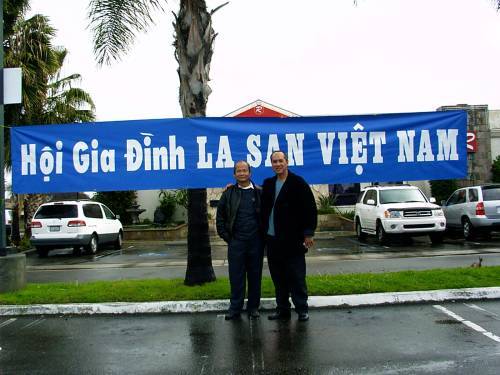 Hội Gia Đình LA SAN VIỆT NAM
R